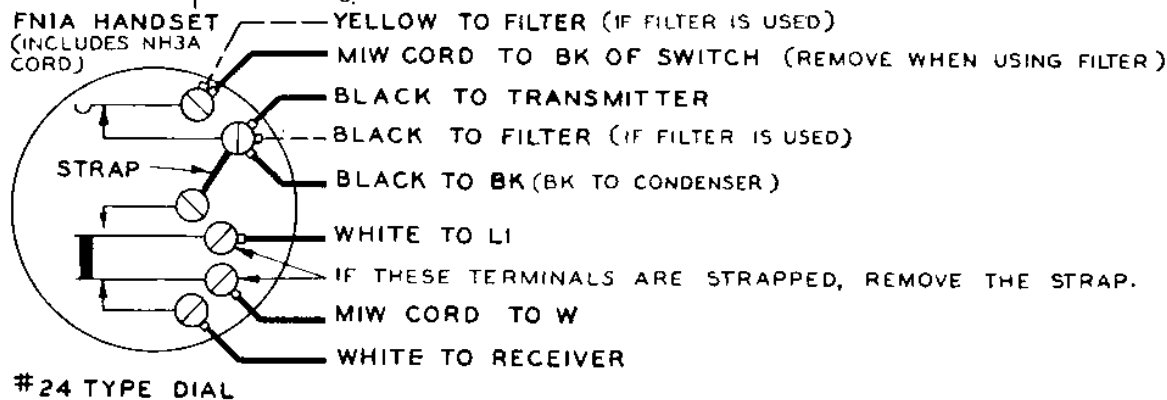 FN1A HANDSET
(INCLUDES NH3A
CORD)
YELLOW TO FILTER (IF FILTER IS USED)
M1W CORD TO BK OF SWITCH (REMOVE WHEN USING FILTER)
BLACK TO TRANSMITTER
BLACK TO FILTER (IF FILTER IS USED)
STRAP
BLACK TO BK (BK TO CONDENSER)
WHITE TO L1
IF THESE TERMINALS ARE STRAPPED, REMOVE THE STRAP.
M1W CORD TO W
WHITE TO RECEIVER
#24 TYPE DIAL